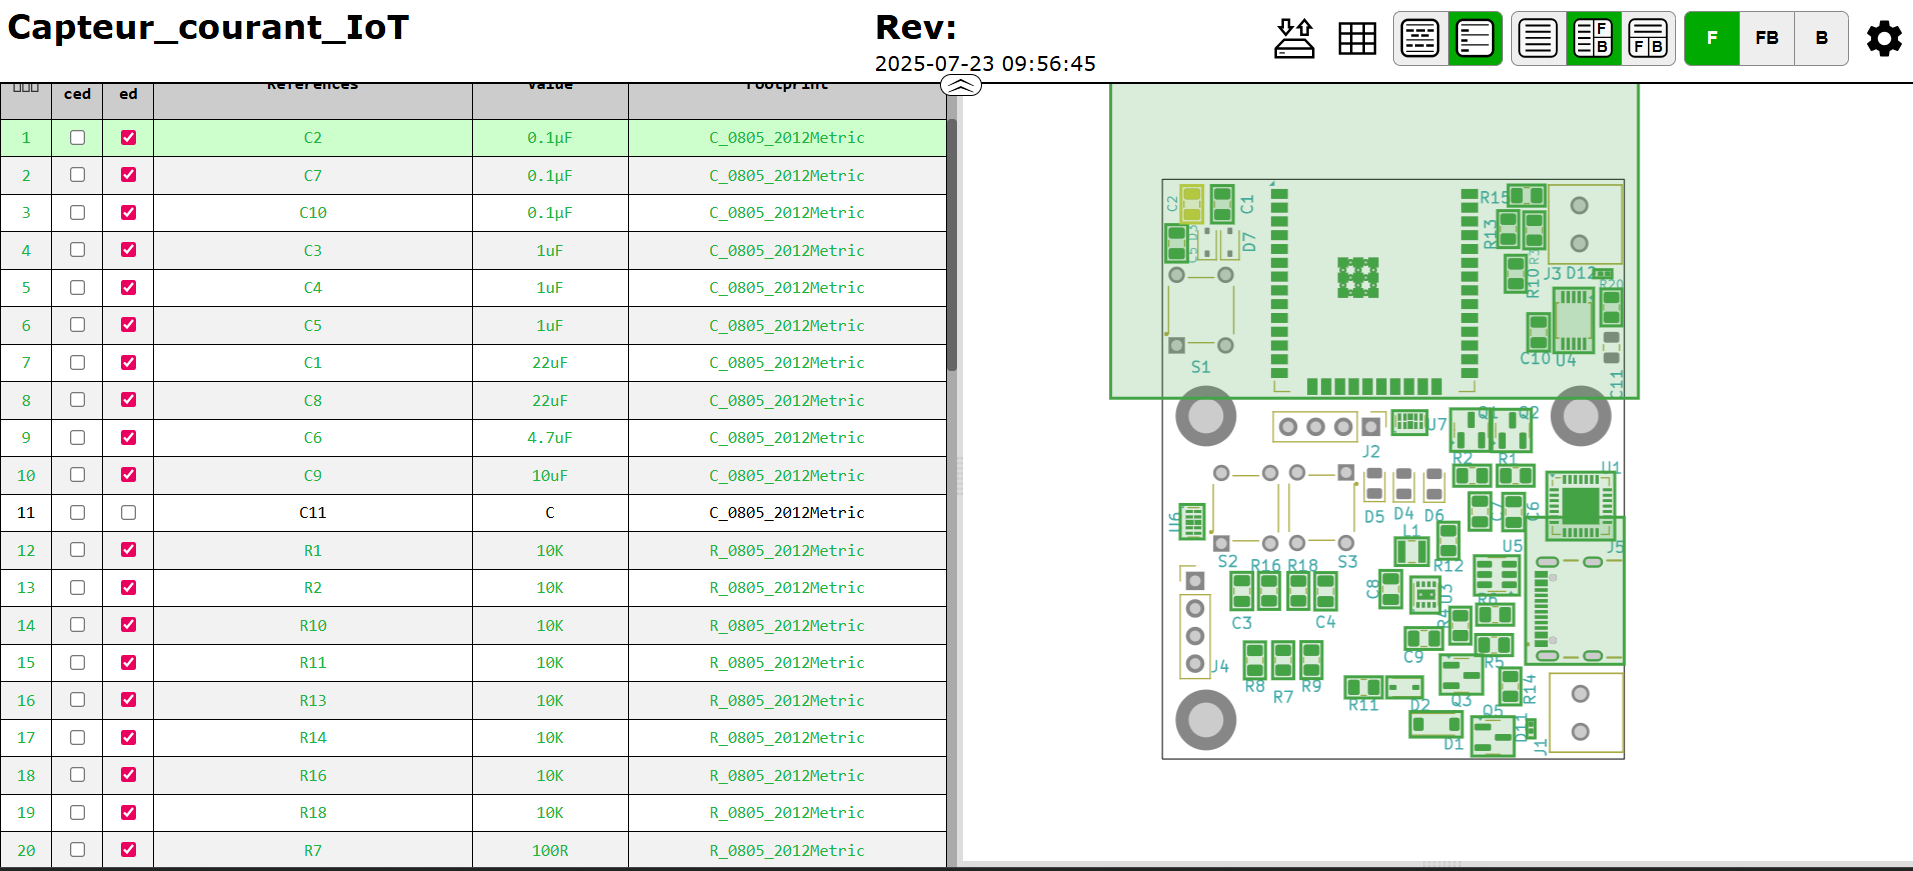 Capteur_courant_IoT
Rev:
2025-07-23 09:56:45
F
B
F B
F
FB
B
ced ed References Value Footprint
1 C2 0.1µF C_0805_2012Metric
2 C7 0.1µF C_0805_2012Metric
3 C10 0.1µF C_0805_2012Metric
4 C3 1uF C_0805_2012Metric
5 C4 1uF C_0805_2012Metric
6 C5 1uF C_0805_2012Metric
7 C1 22uF C_0805_2012Metric
8 C8 22uF C_0805_2012Metric
9 C6 4.7uF C_0805_2012Metric
10 C9 10uF C_0805_2012Metric
11 C11 C C_0805_2012Metric
12 R1 10K R_0805_2012Metric
13 R2 10K R_0805_2012Metric
14 R10 10K R_0805_2012Metric
15 R11 10K R_0805_2012Metric
16 R13 10K R_0805_2012Metric
17 R14 10K R_0805_2012Metric
18 R16 10K R_0805_2012Metric
19 R18 10K R_0805_2012Metric
20 R7 100R R_0805_2012Metric
C2 C1 R15
C5 D3 D7 R13
R10 J3 D12
R20
S1 C10 U4 C11
J2 U7 Q1 Q2
R2 R1 U1
U6 D5 D4 D6 C7 C6
L1 U5 J5
S2 R16 R18 S3 R12
C8 U3 R6
C3 C4 R4
J4 C9 R5
R8 R7 R9 R14
R11 D2 Q3 Q5
D1 D11 J1